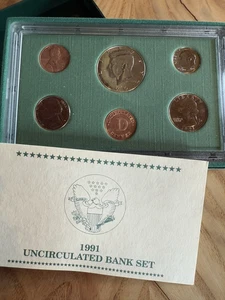 1991
UNCIRCULATED BANK SET